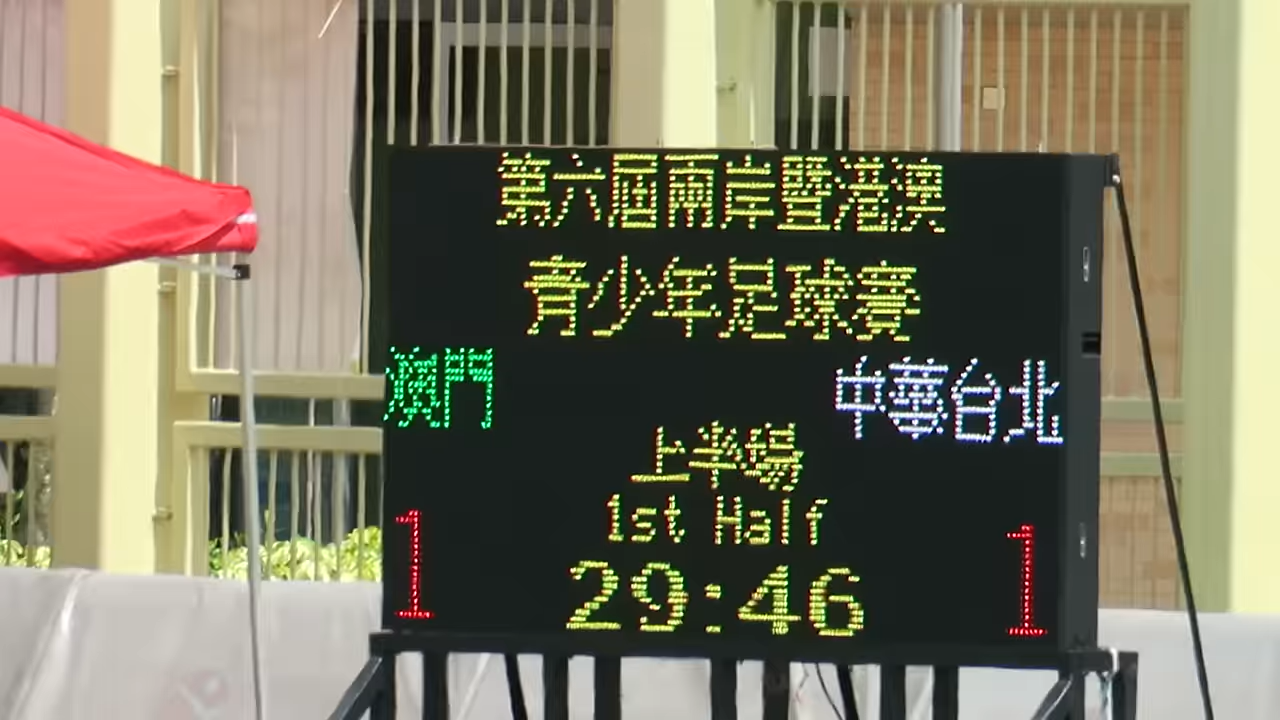 第六屆兩岸暨港澳
青少年足球賽
澳門 中華台北
上半場
1st Half
1 29:46 1